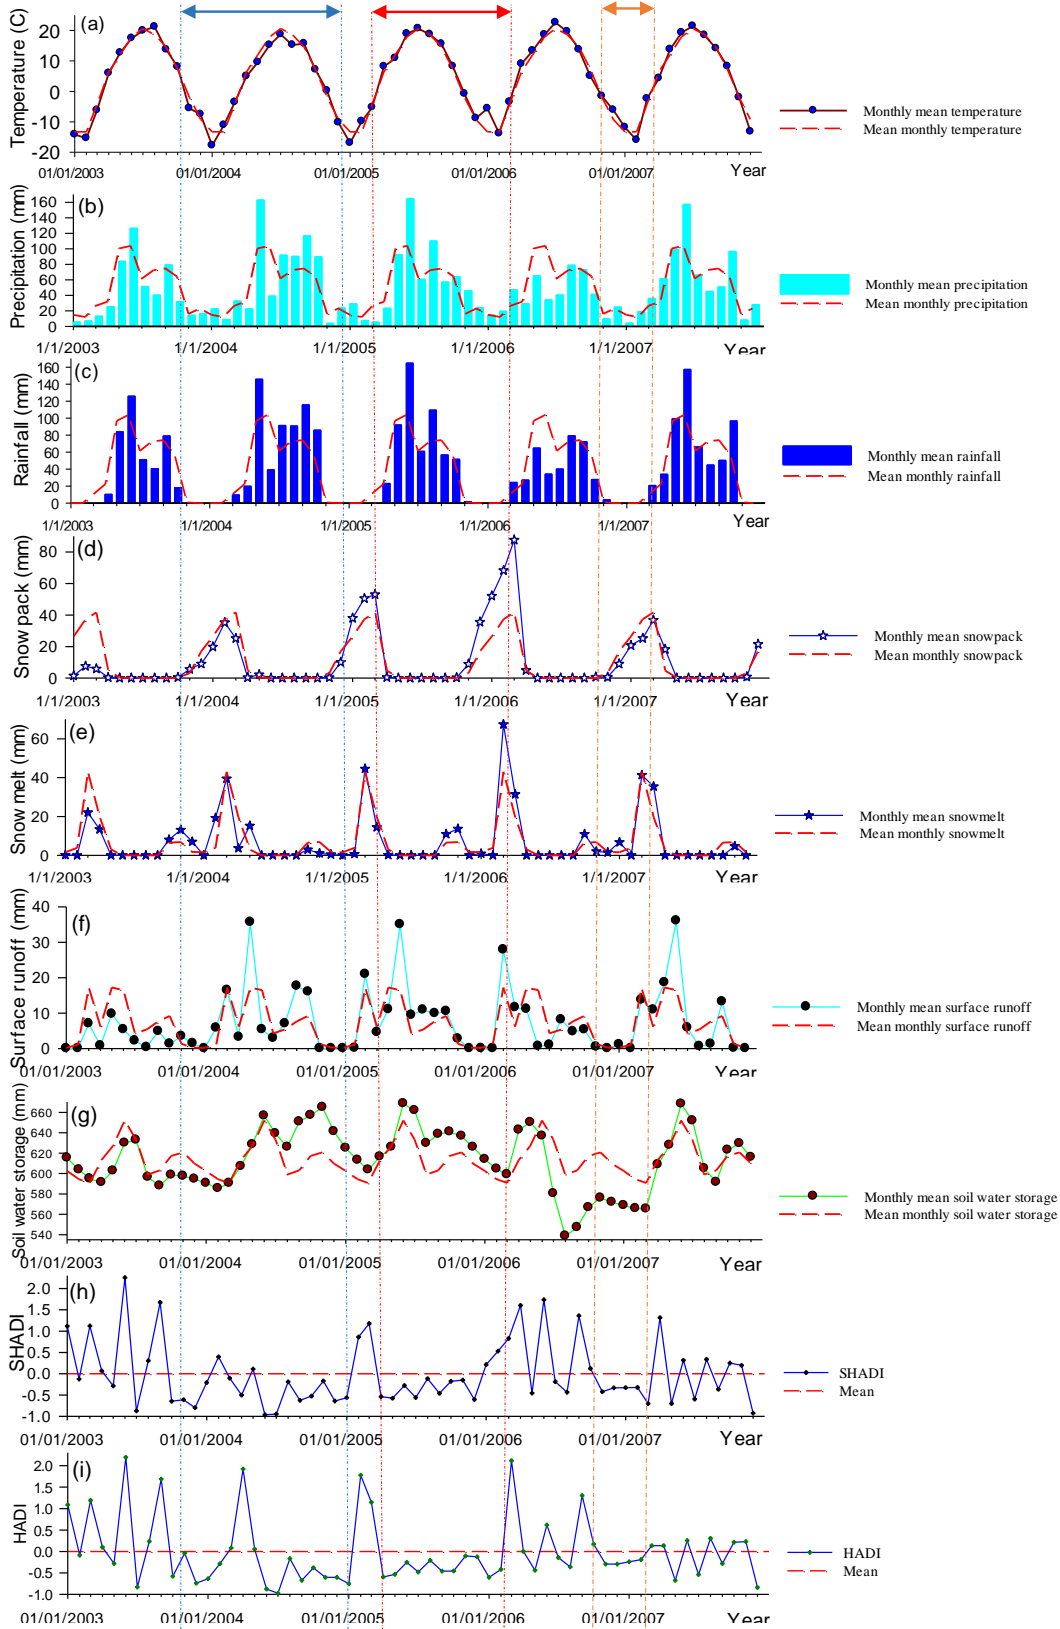 (a)
Temperature (C)
20
10
0
-10
-20
01/01/2003
01/01/2004
01/01/2005
01/01/2006
01/01/2007
Year
Monthly mean temperature
Mean monthly temperature
(b)
Precipitation (mm)
160
140
120
100
80
60
40
20
0
1/1/2003
1/1/2004
1/1/2005
1/1/2006
1/1/2007
Year
Monthly mean precipitation
Mean monthly precipitation
(c)
Rainfall (mm)
160
140
120
100
80
60
40
20
0
1/1/2003
1/1/2004
1/1/2005
1/1/2006
1/1/2007
Year
Monthly mean rainfall
Mean monthly rainfall
(d)
Snow pack (mm)
80
60
40
20
0
1/1/2003
1/1/2004
1/1/2005
1/1/2006
1/1/2007
Year
Monthly mean snowpack
Mean monthly snowpack
(e)
Snow melt (mm)
60
40
20
0
1/1/2003
1/1/2004
1/1/2005
1/1/2006
1/1/2007
Year
Monthly mean snowmelt
Mean monthly snowmelt
(f)
Surface runoff (mm)
40
30
20
10
0
01/01/2003
01/01/2004
01/01/2005
01/01/2006
01/01/2007
Year
Monthly mean surface runoff
Mean monthly surface runoff
(g)
Soil water storage (mm)
660
640
620
600
580
560
540
01/01/2003
01/01/2004
01/01/2005
01/01/2006
01/01/2007
Year
Monthly mean soil water storage
Mean monthly soil water storage
(h)
SHADI
2.0
1.5
1.0
0.5
0.0
-0.5
-1.0
01/01/2003
01/01/2004
01/01/2005
01/01/2006
01/01/2007
Year
SHADI
Mean
(i)
HADI
2.0
1.5
1.0
0.5
0.0
-0.5
-1.0
01/01/2003
01/01/2004
01/01/2005
01/01/2006
01/01/2007
Year
HADI
Mean